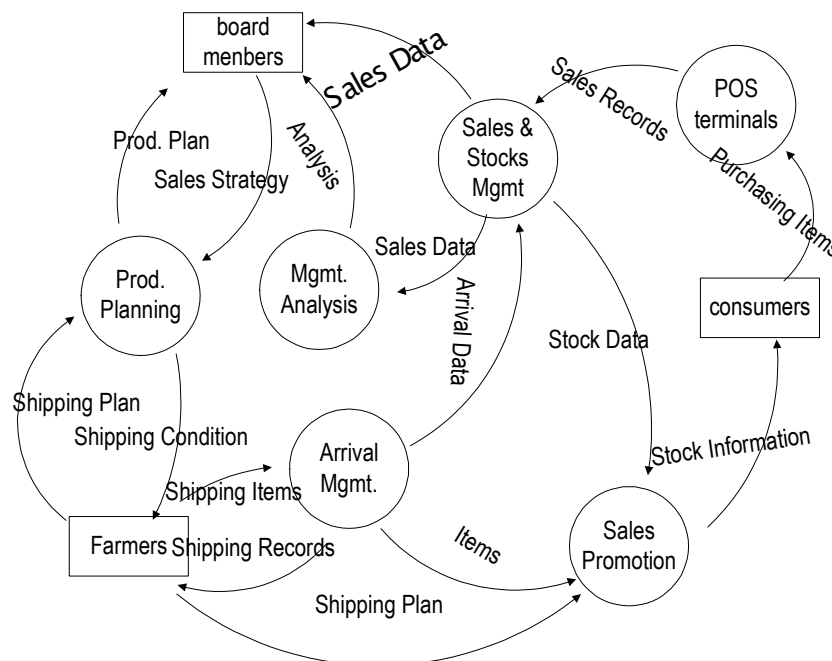 board
menbers
Sales Data
Sales Records
POS
terminals
Prod. Plan
Analysis
Sales &
Stocks
Mgmt
Sales Strategy
Purchasing Items
Sales Data
Prod.
Planning
Mgmt.
Analysis
Arrival Data
consumers
Stock Data
Shipping Plan
Shipping Condition
Stock Information
Arrival
Mgmt.
Shipping Items
Farmers
Shipping Records
Items
Sales
Promotion
Shipping Plan